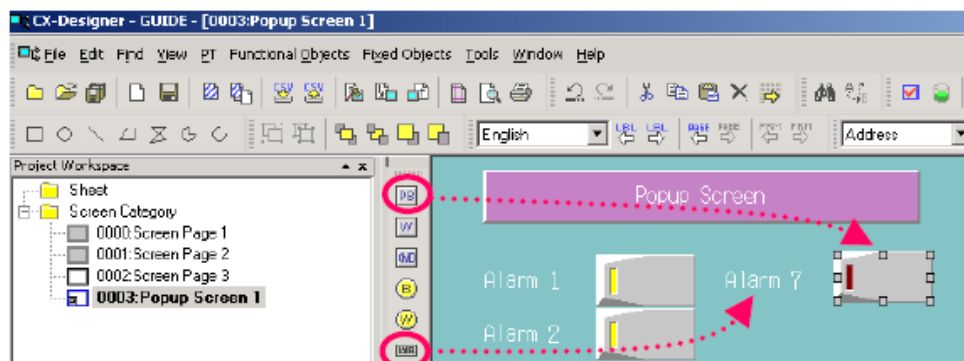 CX-Designer - GUIDE - [0003:Popup Screen 1]
File Edit Find View PT Functional Objects Fixed Objects Tools Window Help
English
Address
Project Workspace
Sheet
Screen Category
0000:Screen Page 1
0001:Screen Page 2
0002:Screen Page 3
0003:Popup Screen 1
PB
W
CMD
B
W
Popup Screen
Alarm 1
Alarm 7
Alarm 2